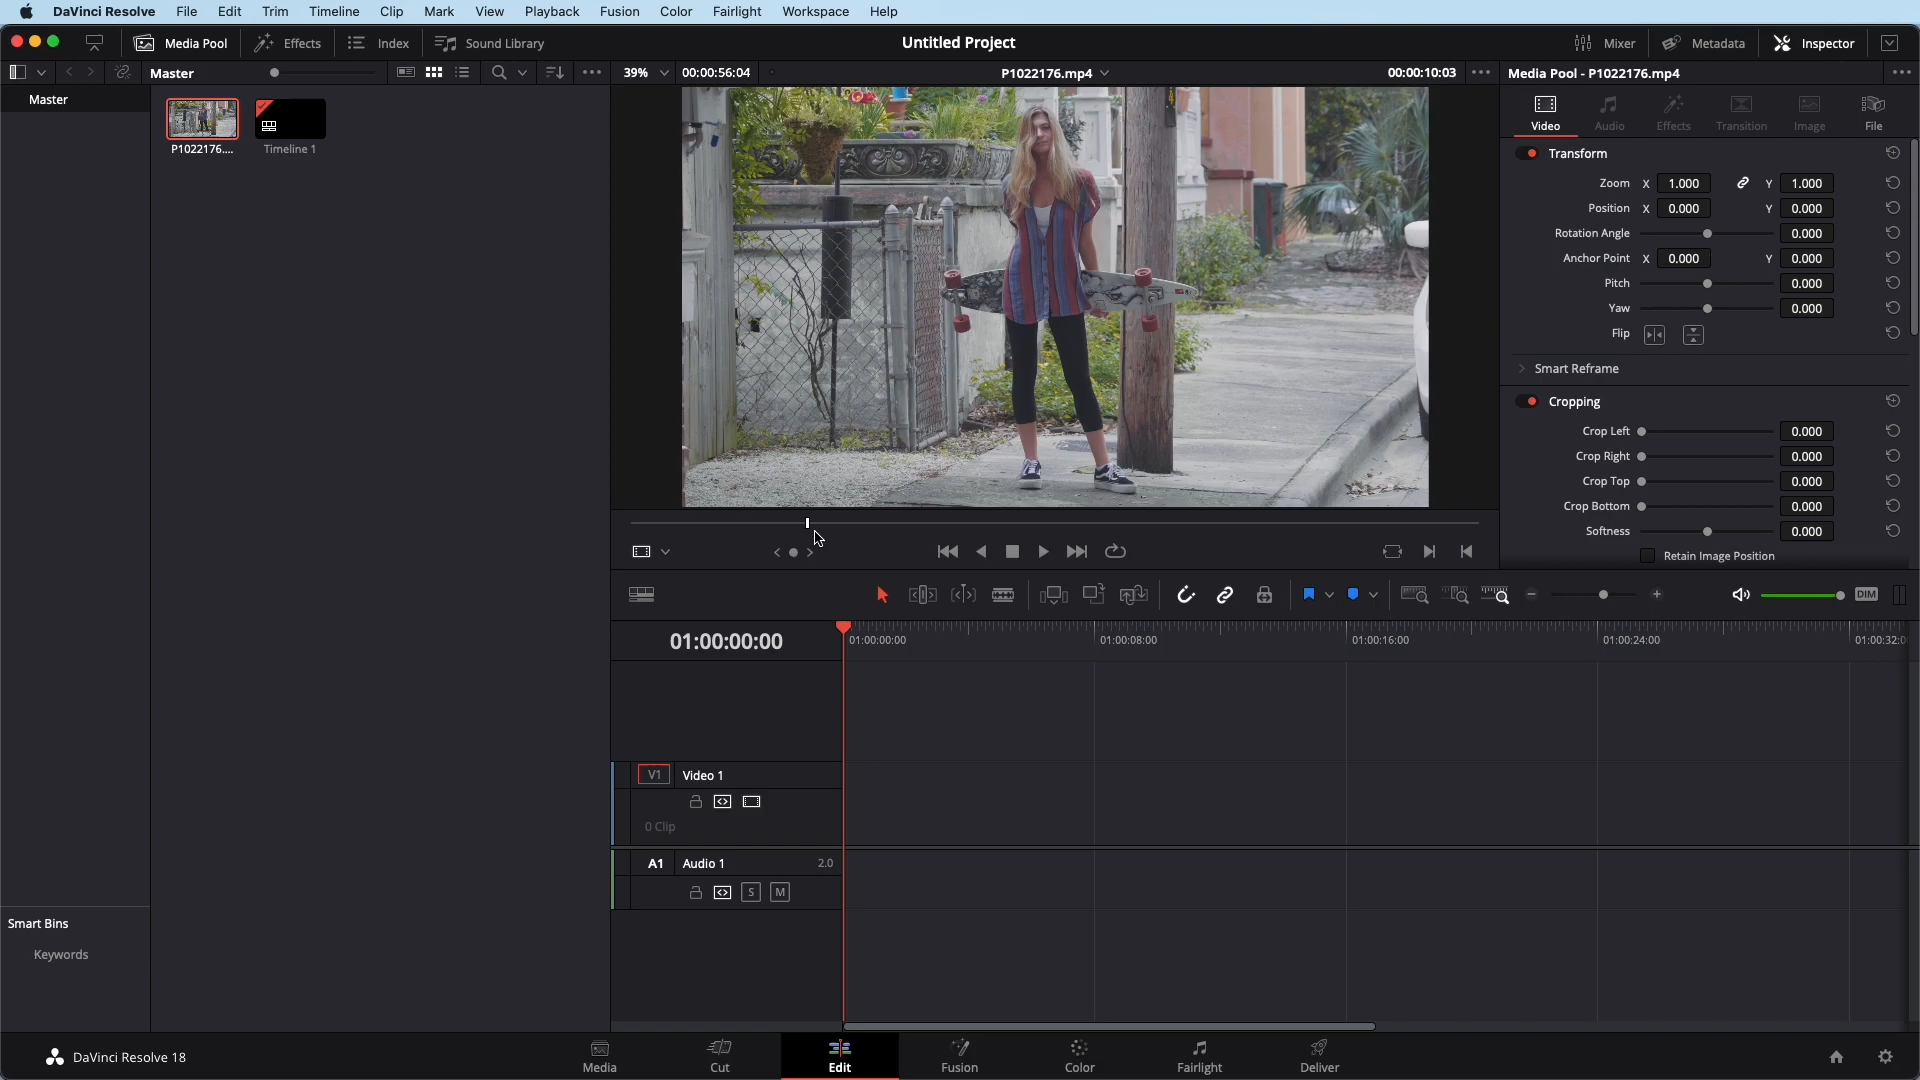 DaVinci Resolve File Edit Trim Timeline Clip Mark View Playback Fusion Color Fairlight Workspace Help
Media Pool Effects Index Sound Library Untitled Project Mixer Metadata Inspector
Master 39% 00:00:56:04 P1022176.mp4 00:00:10:03 Media Pool - P1022176.mp4
Master
P1022176.... Timeline 1
Video Audio Effects Transition Image File
Transform
Zoom X 1.000 Y 1.000
Position X 0.000 Y 0.000
Rotation Angle 0.000
Anchor Point X 0.000 Y 0.000
Pitch 0.000
Yaw 0.000
Flip
Smart Reframe
Cropping
Crop Left 0.000
Crop Right 0.000
Crop Top 0.000
Crop Bottom 0.000
Softness 0.000
Retain Image Position
DIM
01:00:00:00 01:00:00:00 01:00:08:00 01:00:16:00 01:00:24:00 01:00:32:0
V1 Video 1
0 Clip
A1 Audio 1 2.0
S M
Smart Bins
Keywords
DaVinci Resolve 18 Media Cut Edit Fusion Color Fairlight Deliver